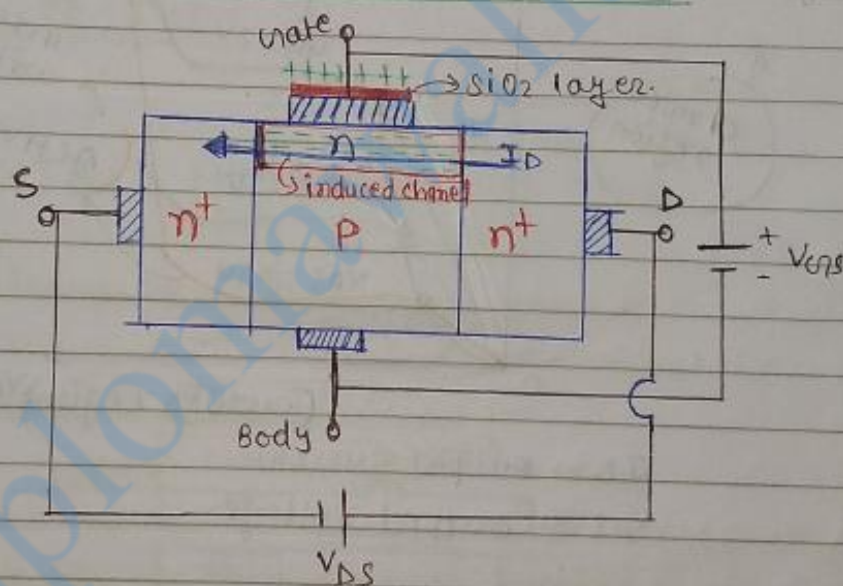 Gate
+++++++
SiO2 layer.
n
ID
induced chanel
S
n+
P
n+
D
+
-
VGS
Body
VDS